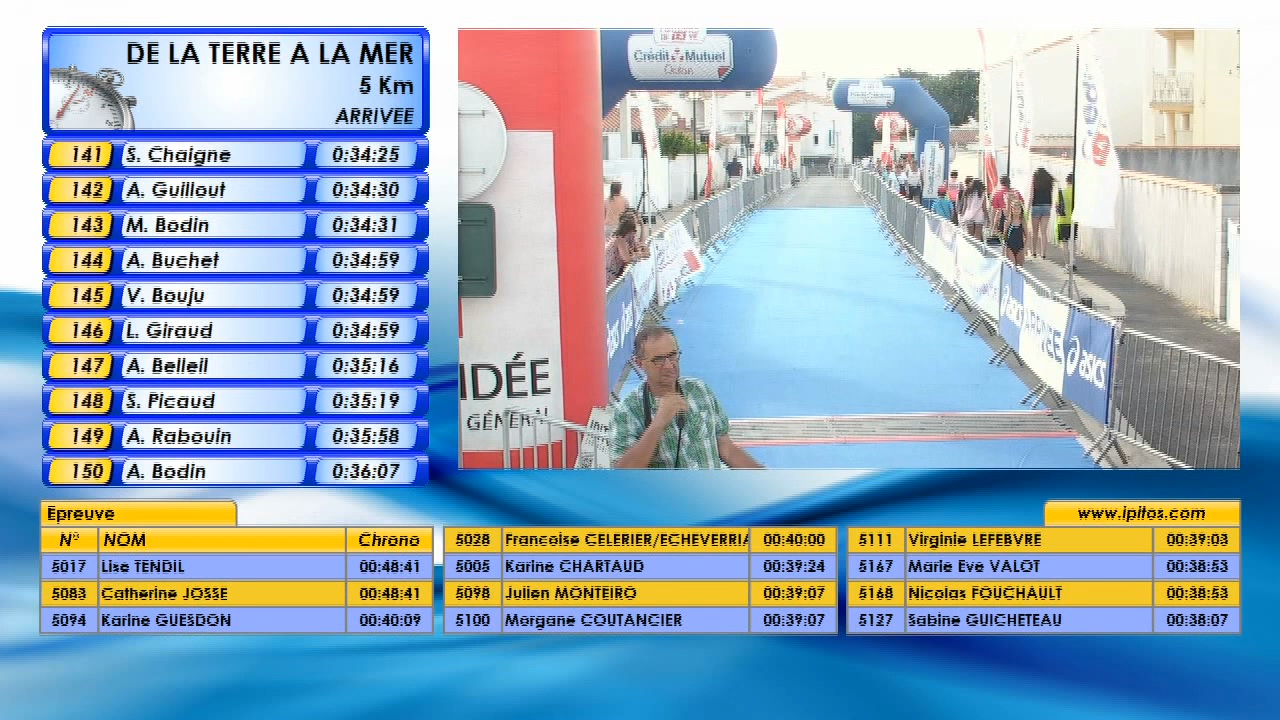 DE LA TERRE A LA MER
5 Km
ARRIVEE
141 S. Chaigne 0:34:25
142 A. Guillout 0:34:30
143 M. Bodin 0:34:31
144 A. Buchet 0:34:59
145 V. Bouju 0:34:59
146 L. Giraud 0:34:59
147 A. Belleil 0:35:16
148 S. Picaud 0:35:19
149 A. Rabouin 0:35:58
150 A. Bodin 0:36:07
Crédit Mutuel
Océan
IDÉE
GÉNÉRAL
asics
asics
Epreuve
www.ipitos.com
N° NOM Chrono
5017 Lise TENDIL 00:48:41
5083 Catherine JOSSE 00:48:41
5094 Karine GUESDON 00:40:09
5028 Francoise CELERIER/ECHEVERRIA 00:40:00
5005 Karine CHARTAUD 00:39:24
5098 Julien MONTEIRO 00:39:07
5100 Morgane COUTANCIER 00:39:07
5111 Virginie LEFEBVRE 00:39:03
5167 Marie Eve VALOT 00:38:53
5168 Nicolas FOUCHAULT 00:38:53
5127 Sabine GUICHETEAU 00:38:07